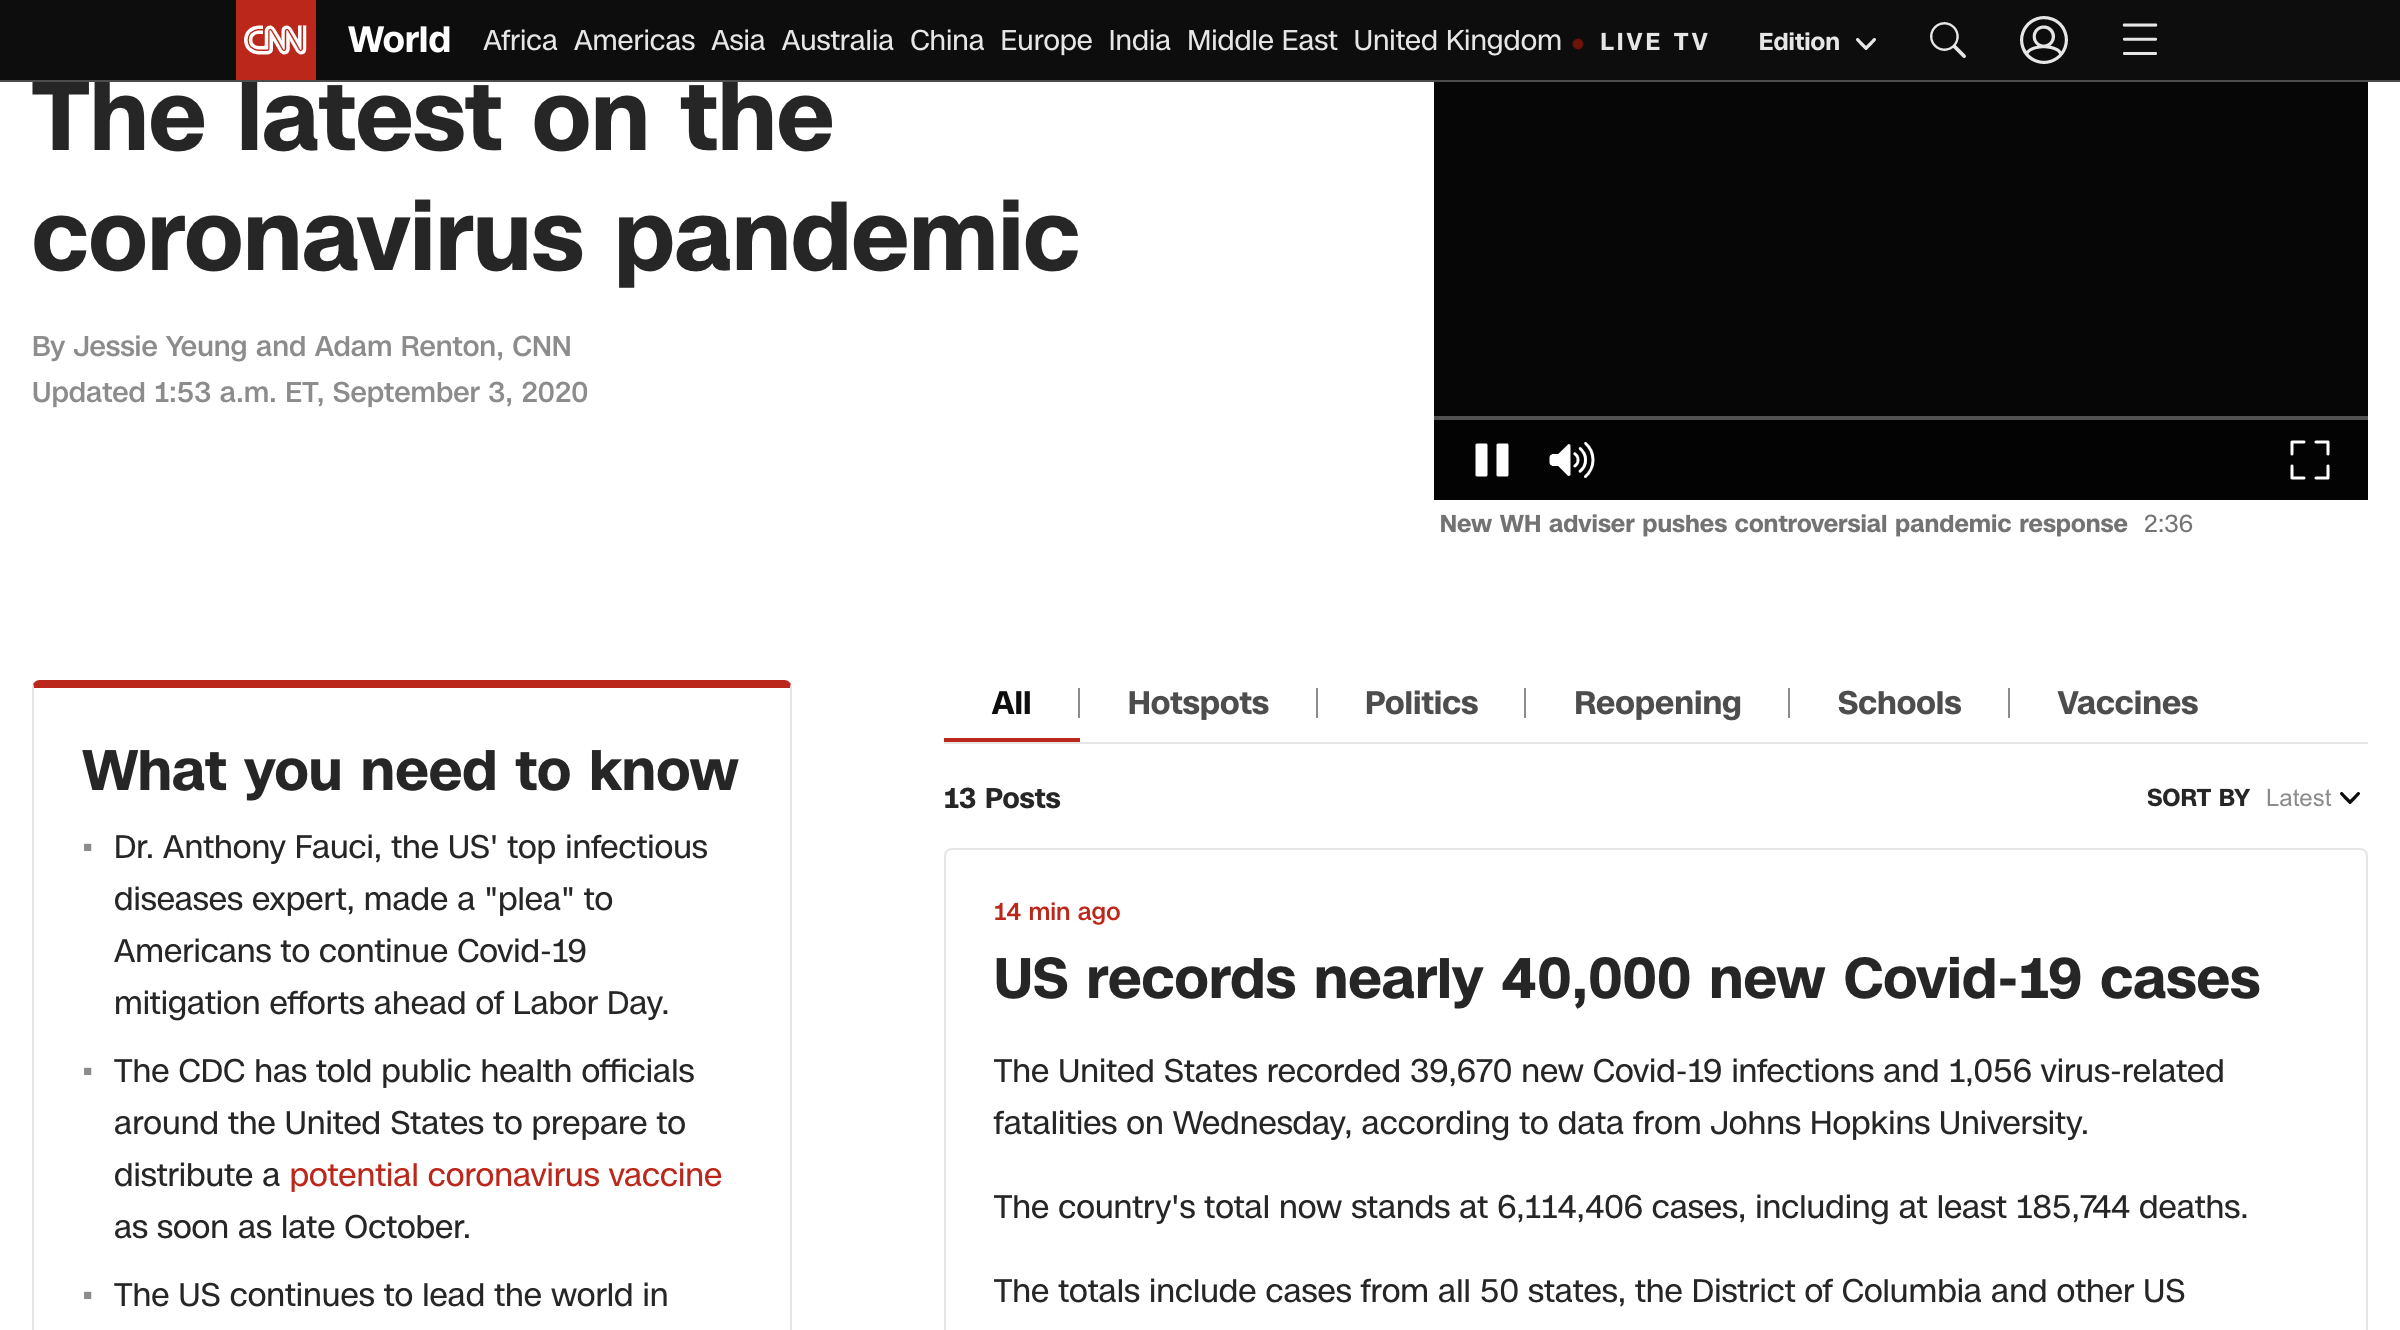 CNN World Africa Americas Asia Australia China Europe India Middle East United Kingdom LIVE TV Edition
The latest on the
coronavirus pandemic
By Jessie Yeung and Adam Renton, CNN
Updated 1:53 a.m. ET, September 3, 2020
New WH adviser pushes controversial pandemic response 2:36
What you need to know
▪ Dr. Anthony Fauci, the US' top infectious
diseases expert, made a "plea" to
Americans to continue Covid-19
mitigation efforts ahead of Labor Day.
▪ The CDC has told public health officials
around the United States to prepare to
distribute a potential coronavirus vaccine
as soon as late October.
▪ The US continues to lead the world in
All | Hotspots | Politics | Reopening | Schools | Vaccines
13 Posts
SORT BY Latest
14 min ago
US records nearly 40,000 new Covid-19 cases
The United States recorded 39,670 new Covid-19 infections and 1,056 virus-related
fatalities on Wednesday, according to data from Johns Hopkins University.
The country's total now stands at 6,114,406 cases, including at least 185,744 deaths.
The totals include cases from all 50 states, the District of Columbia and other US